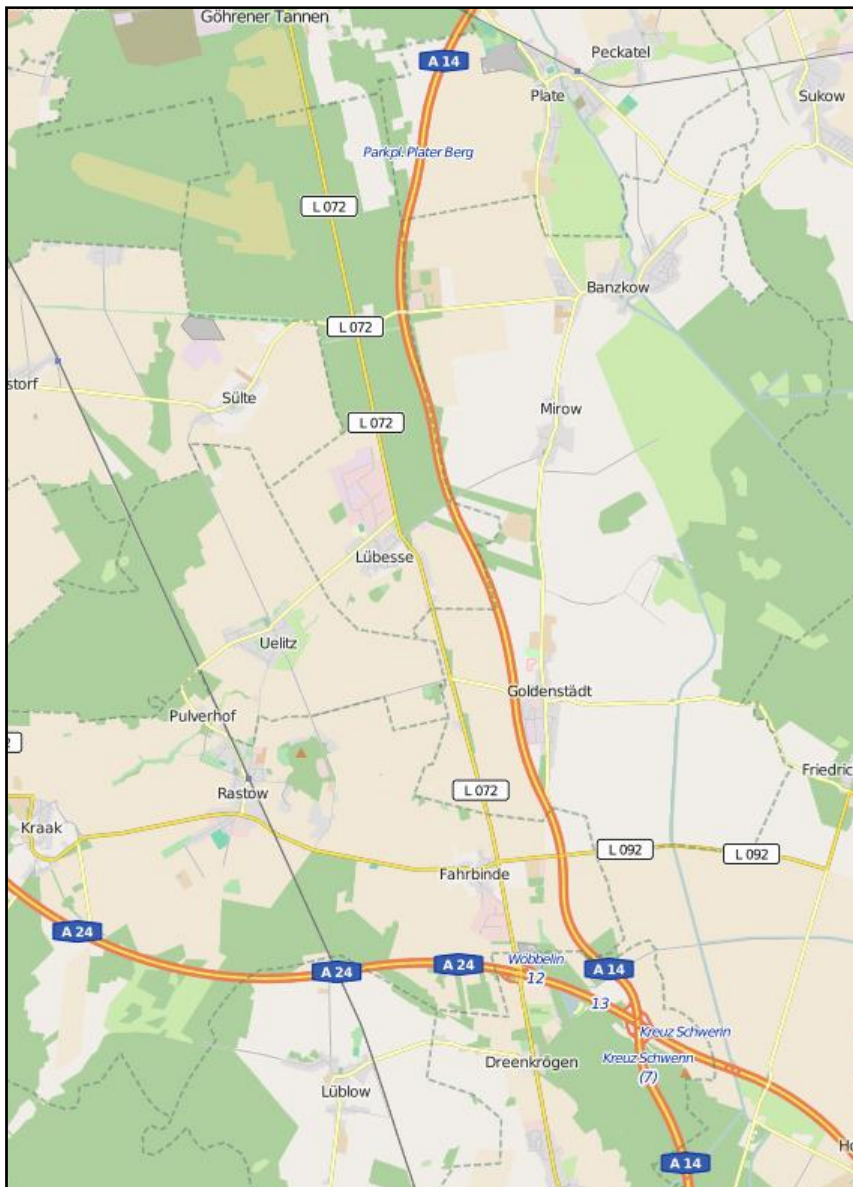 Göhrener Tannen
A 14
Peckatel
Plate
Sukow
Parkpl. Plater Berg
L 072
Banzkow
L 072
storf
Sülte
Mirow
L 072
Lübesse
Uelitz
Goldenstädt
Pulverhof
2
Friedric
L 072
Rastow
Kraak
L 092
L 092
Fahrbinde
A 24
Wöbbelin
A 24
A 24
A 14
12
13
Kreuz Schwerin
Dreenkrögen
Kreuz Schwerin
(7)
Lüblow
Ho
A 14